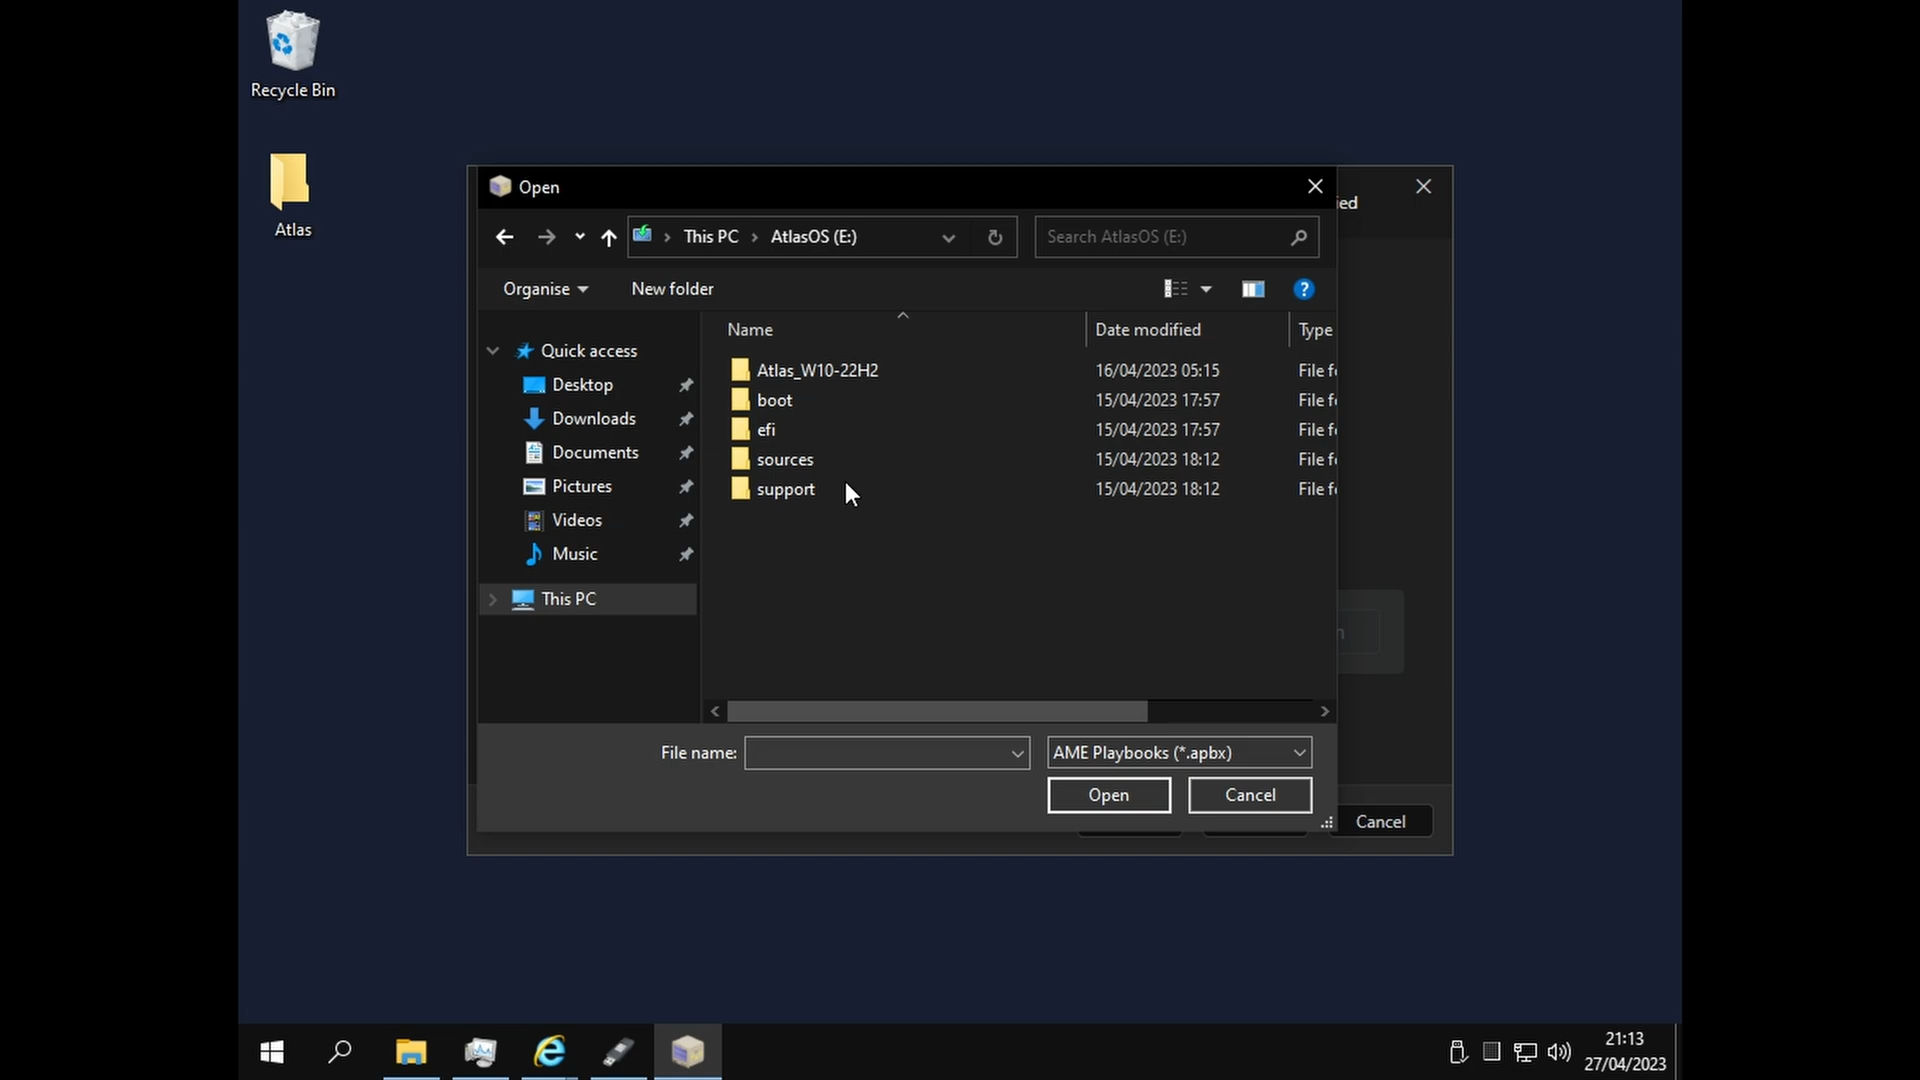 Recycle Bin
Atlas
Open
ied
This PC
AtlasOS (E:)
Search AtlasOS (E:)
Organise
New folder
?
Name
Date modified
Type
Quick access
Desktop
Downloads
Documents
Pictures
Videos
Music
This PC
Atlas_W10-22H2 16/04/2023 05:15 File f
boot 15/04/2023 17:57 File f
efi 15/04/2023 17:57 File f
sources 15/04/2023 18:12 File f
support 15/04/2023 18:12 File f
File name:
AME Playbooks (*.apbx)
Open
Cancel
Cancel
21:13
27/04/2023